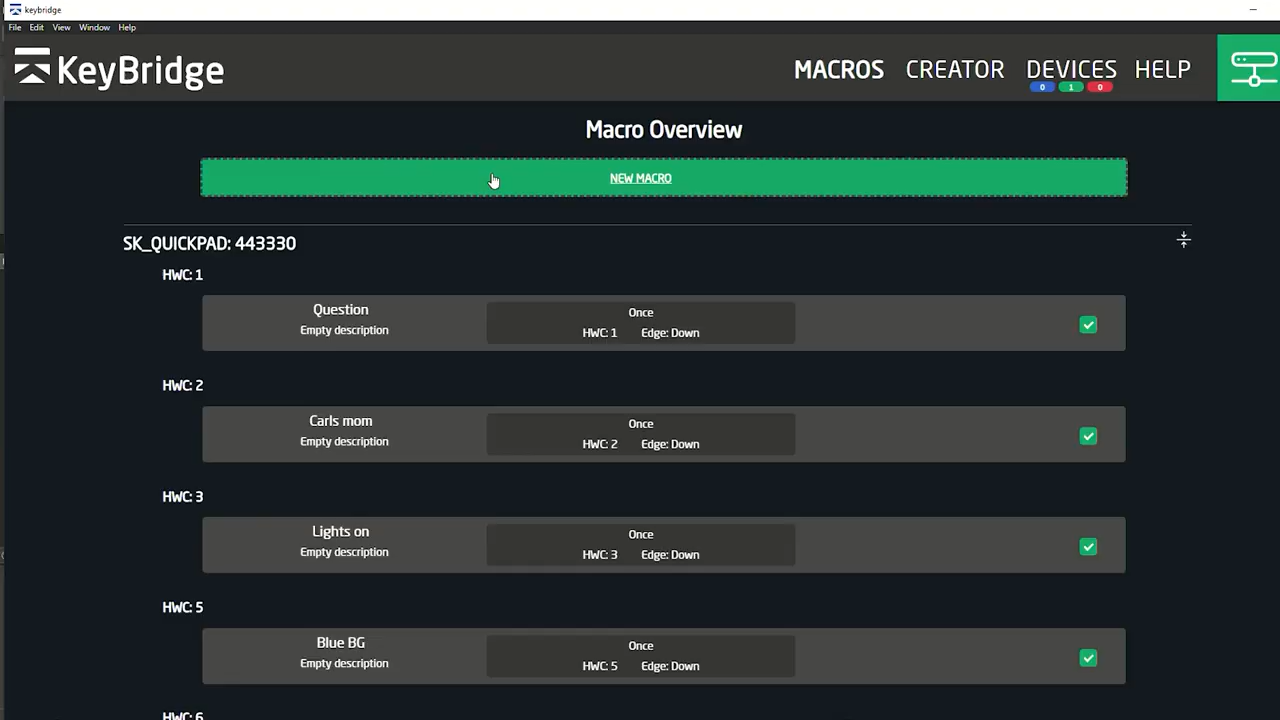 keybridge
File Edit View Window Help
KeyBridge
MACROS CREATOR DEVICES HELP
0 1 0
Macro Overview
NEW MACRO
SK_QUICKPAD: 443330
HWC: 1
Question
Empty description
Once
HWC: 1 Edge: Down
HWC: 2
Carls mom
Empty description
Once
HWC: 2 Edge: Down
HWC: 3
Lights on
Empty description
Once
HWC: 3 Edge: Down
HWC: 5
Blue BG
Empty description
Once
HWC: 5 Edge: Down
HWC: 6